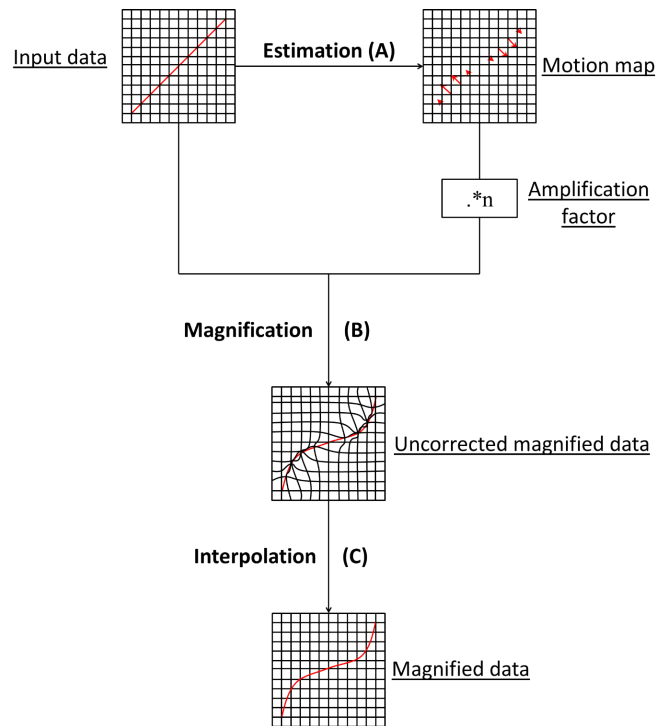 Input data
Estimation (A)
Motion map
.*n
Amplification
factor
Magnification (B)
Uncorrected magnified data
Interpolation (C)
Magnified data